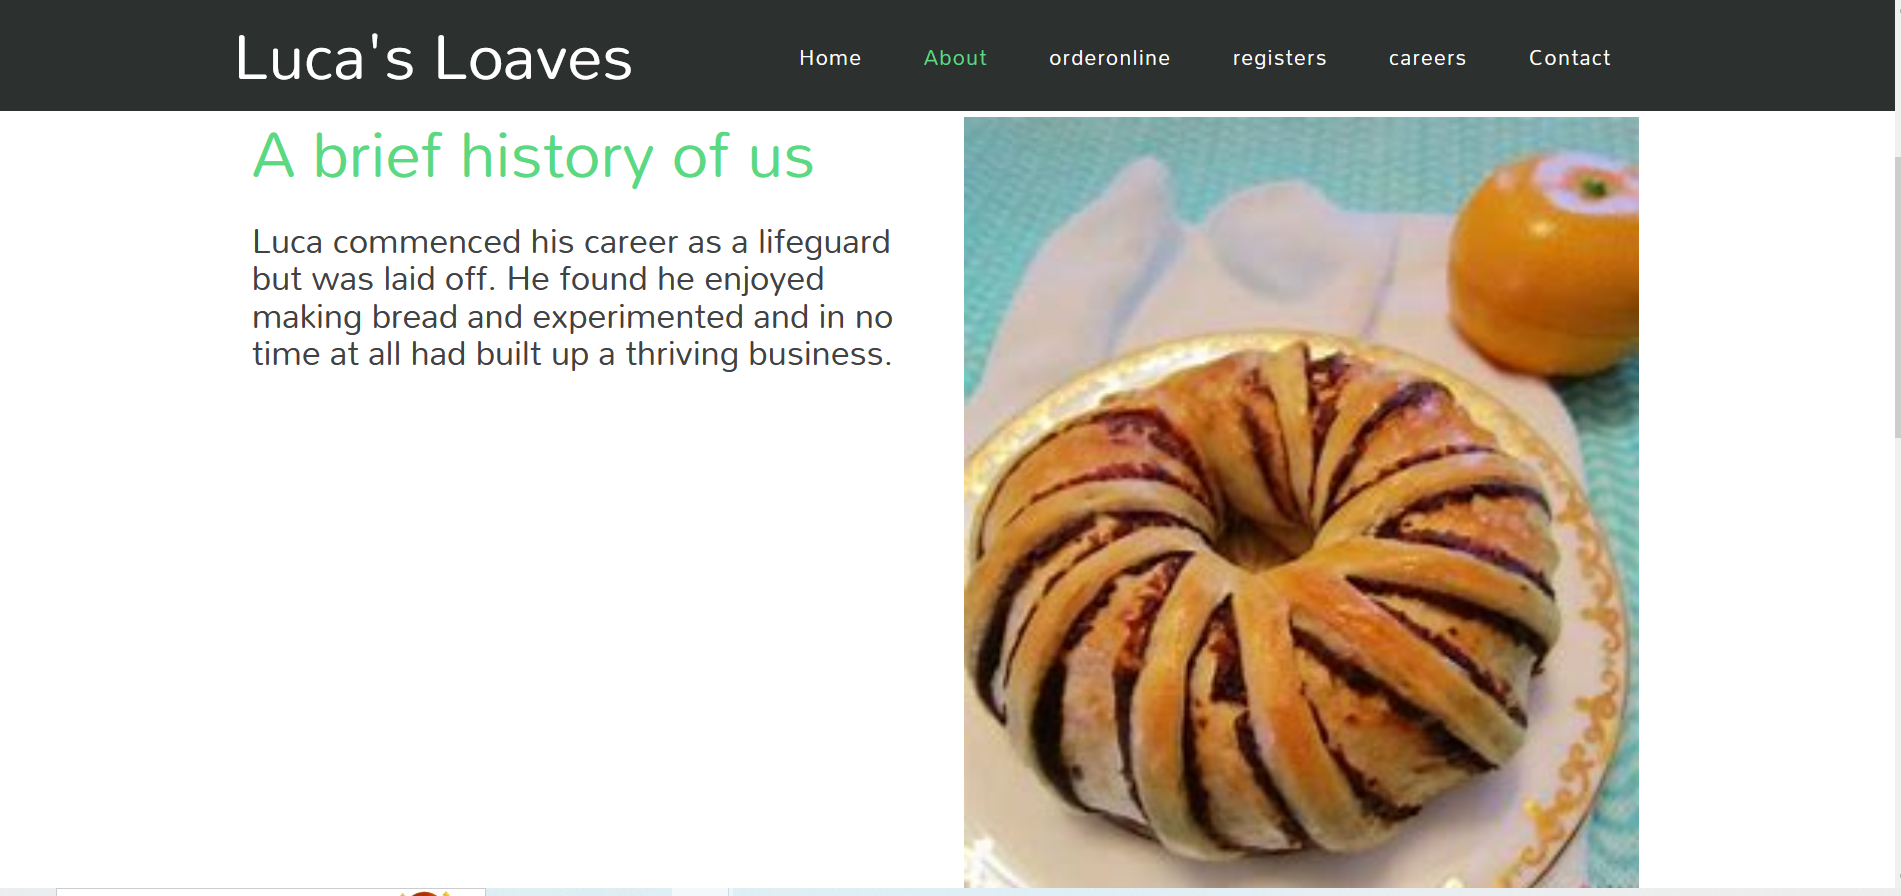 Luca's Loaves
Home About orderonline registers careers Contact
A brief history of us
Luca commenced his career as a lifeguard
but was laid off. He found he enjoyed
making bread and experimented and in no
time at all had built up a thriving business.